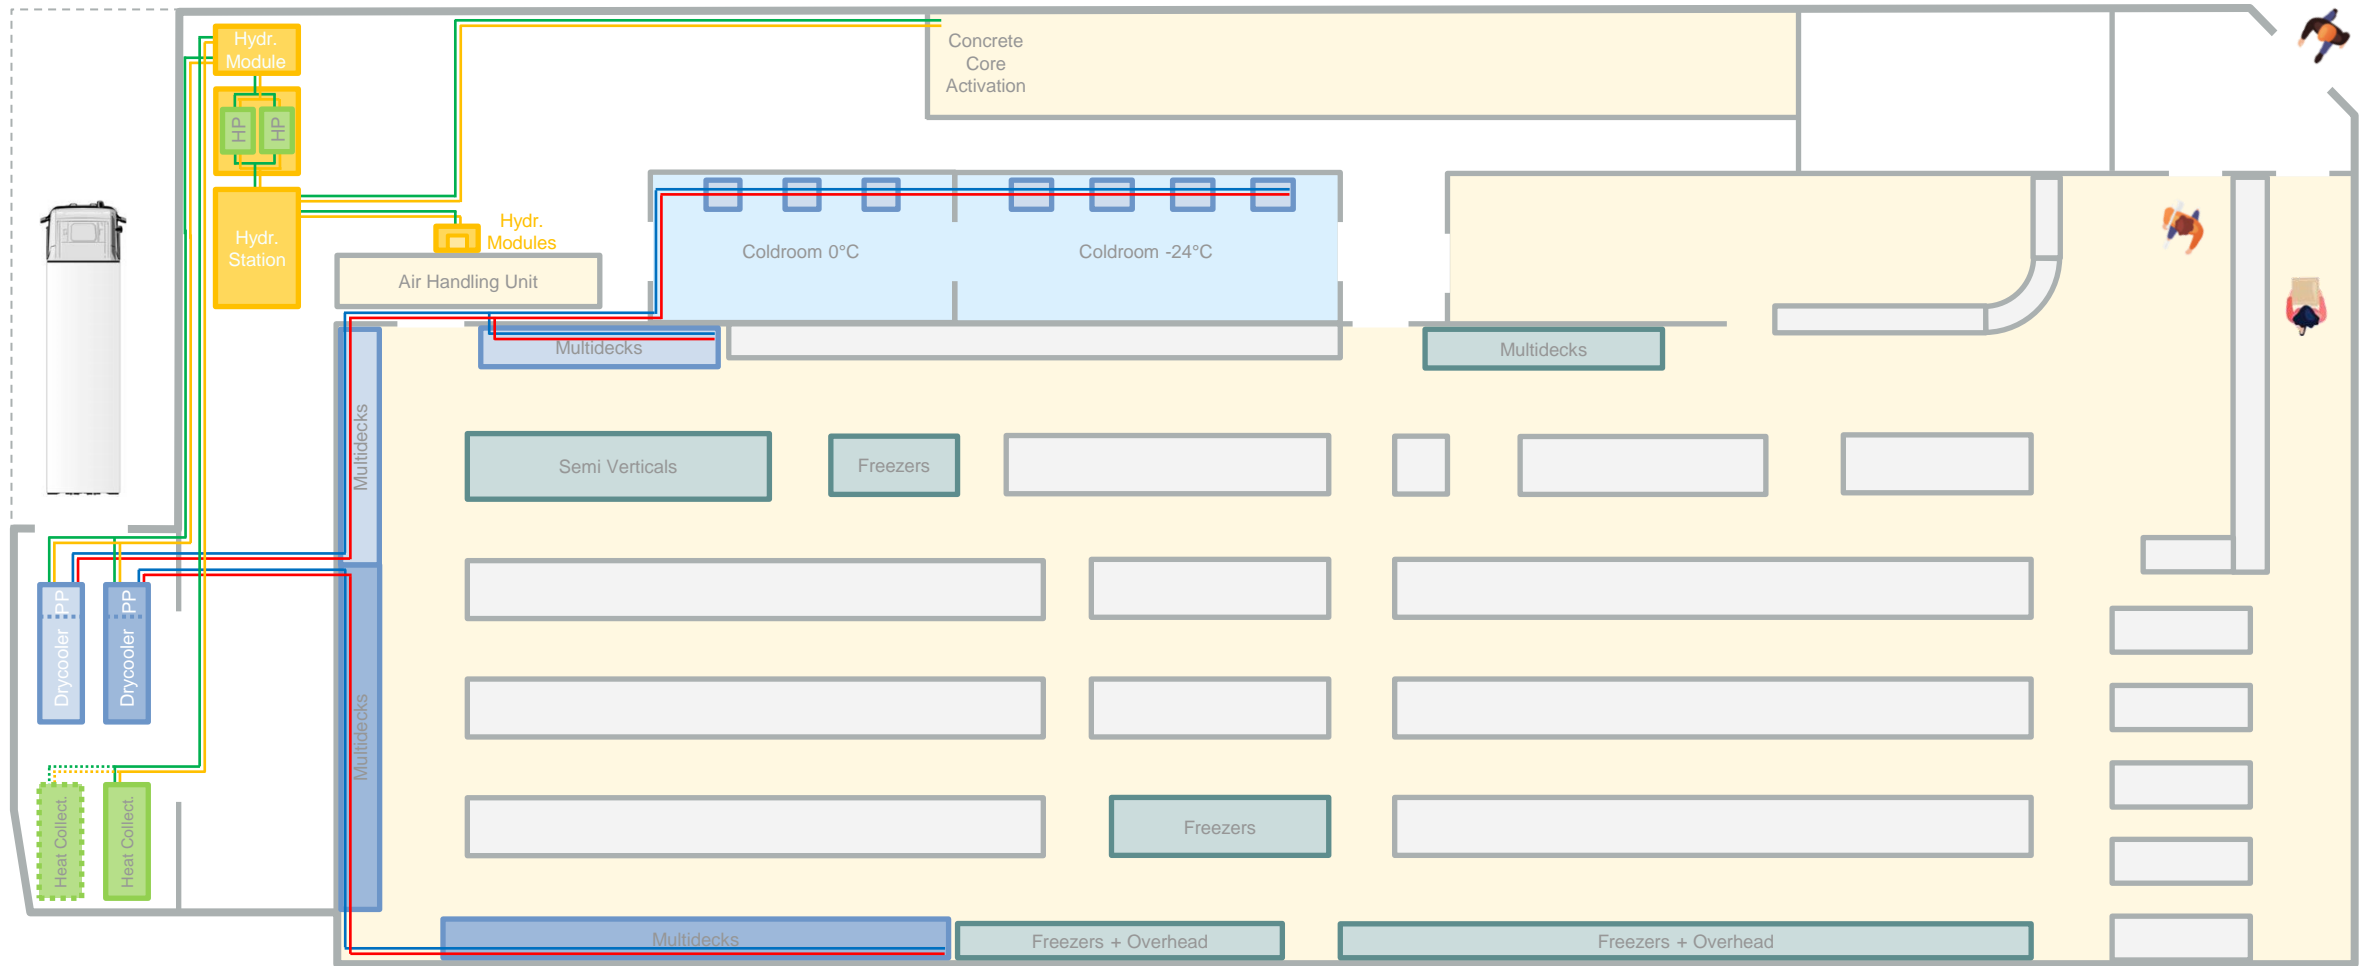 Hydr.
Module
Concrete
Core
Activation
HP
HP
Hydr.
Station
Hydr.
Modules
Air Handling Unit
Coldroom 0°C
Coldroom -24°C
Multidecks
Multidecks
Multidecks
Semi Verticals
Freezers
Drycooler PP
Drycooler PP
Multidecks
Heat Collect.
Heat Collect.
Freezers
Multidecks
Freezers + Overhead
Freezers + Overhead